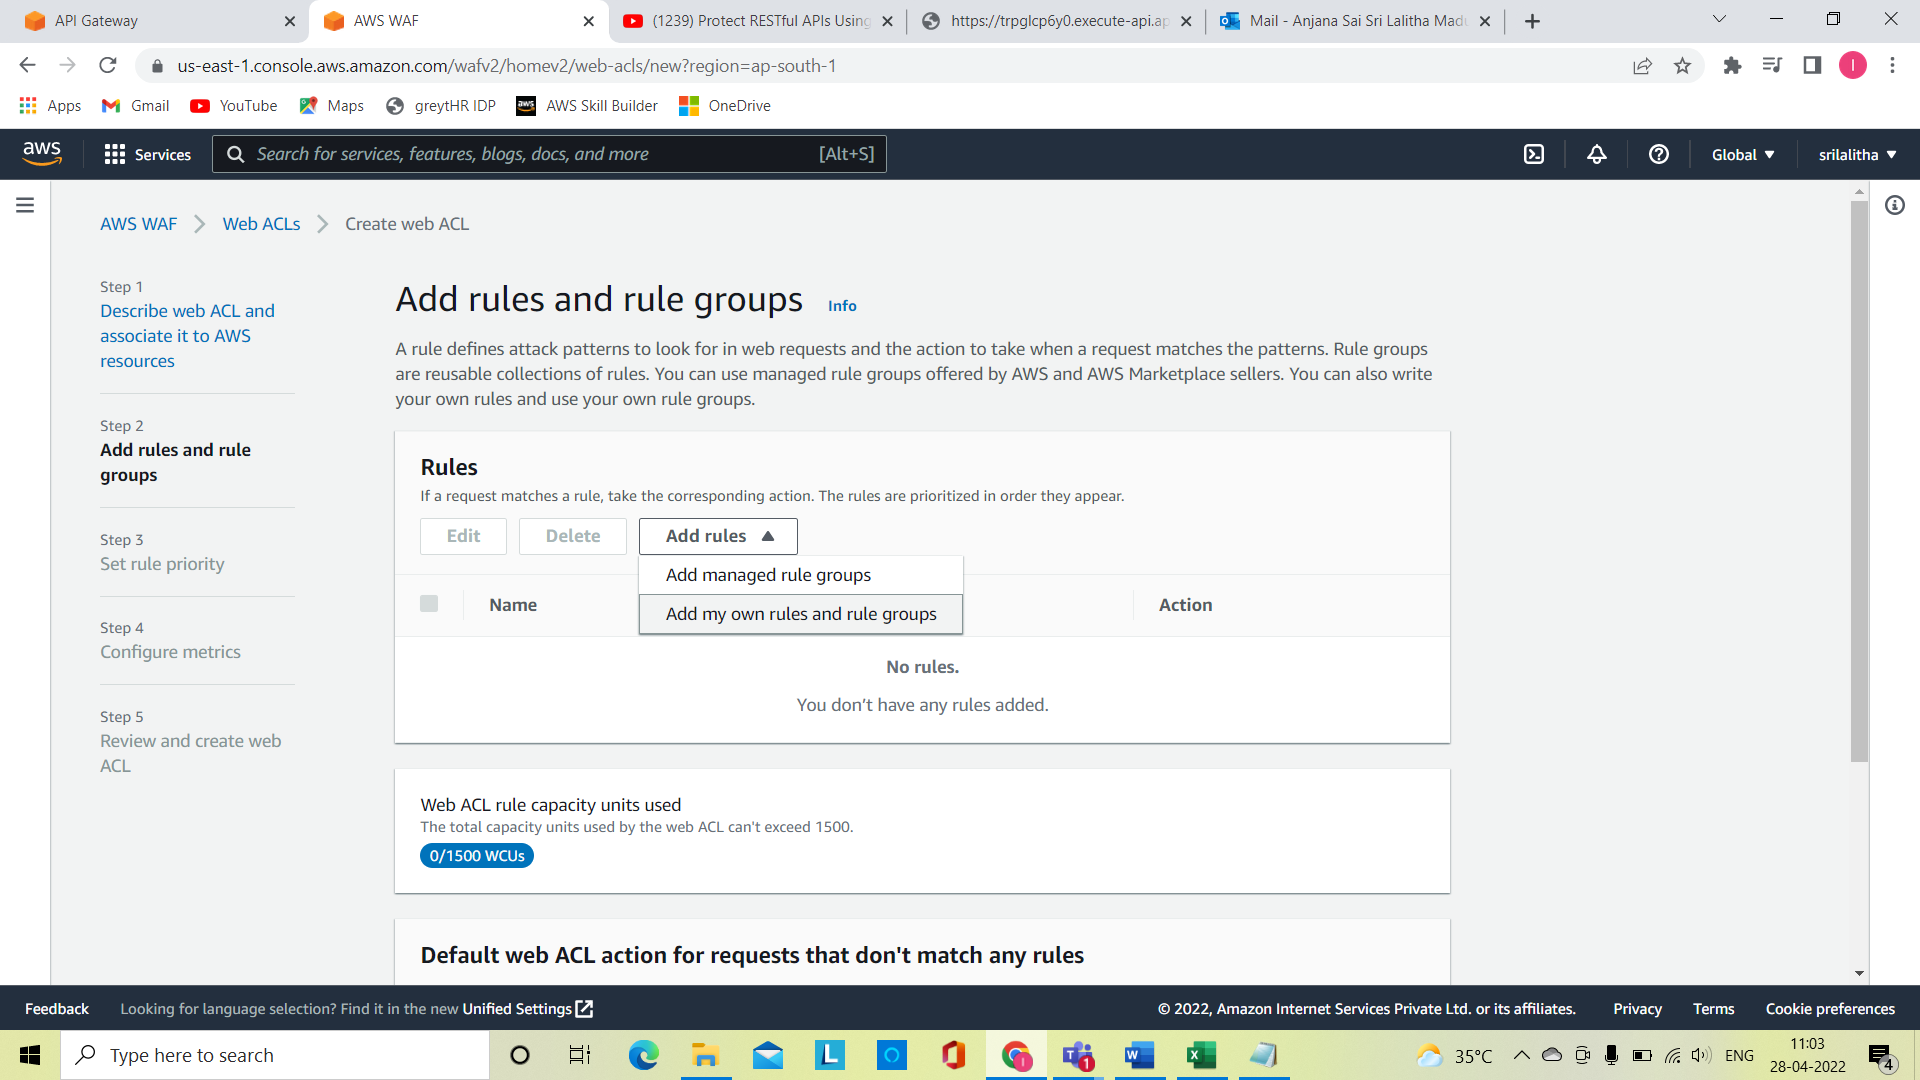 API Gateway
AWS WAF
(1239) Protect RESTful APIs Using
https://trpglcp6y0.execute-api.ap
Mail - Anjana Sai Sri Lalitha Mad
us-east-1.console.aws.amazon.com/wafv2/homev2/web-acls/new?region=ap-south-1
I
Apps
Gmail
YouTube
Maps
greytHR IDP
aws
AWS Skill Builder
OneDrive
aws
Services
Search for services, features, blogs, docs, and more
[Alt+S]
Global
srilalitha
AWS WAF
Web ACLs
Create web ACL
Step 1
Describe web ACL and
associate it to AWS
resources
Step 2
Add rules and rule
groups
Step 3
Set rule priority
Step 4
Configure metrics
Step 5
Review and create web
ACL
Add rules and rule groups
Info
A rule defines attack patterns to look for in web requests and the action to take when a request matches the patterns. Rule groups
are reusable collections of rules. You can use managed rule groups offered by AWS and AWS Marketplace sellers. You can also write
your own rules and use your own rule groups.
Rules
If a request matches a rule, take the corresponding action. The rules are prioritized in order they appear.
Edit
Delete
Add rules
Add managed rule groups
Add my own rules and rule groups
Name
Action
No rules.
You don't have any rules added.
Web ACL rule capacity units used
The total capacity units used by the web ACL can't exceed 1500.
0/1500 WCUs
Default web ACL action for requests that don't match any rules
Feedback
Looking for language selection? Find it in the new Unified Settings
© 2022, Amazon Internet Services Private Ltd. or its affiliates.
Privacy
Terms
Cookie preferences
Type here to search
L
1
35°C
ENG
11:03
28-04-2022
4